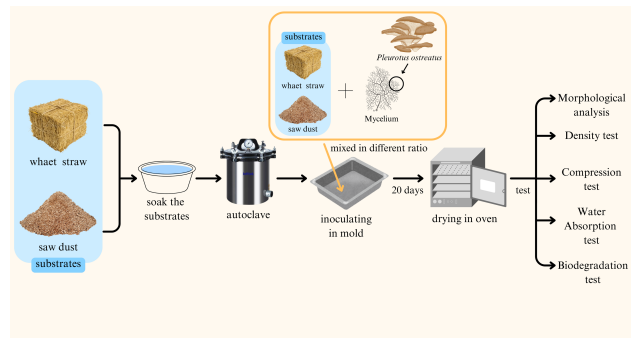 substrates
whaet straw
saw dust
Pleurotus ostreatus
Mycelium
mixed in different ratio
whaet straw
saw dust
substrates
soak the
substrates
autoclave
inoculating
in mold
20 days
drying in oven
test
Morphological
analysis
Density test
Compression
test
Water
Absorption
test
Biodegradation
test